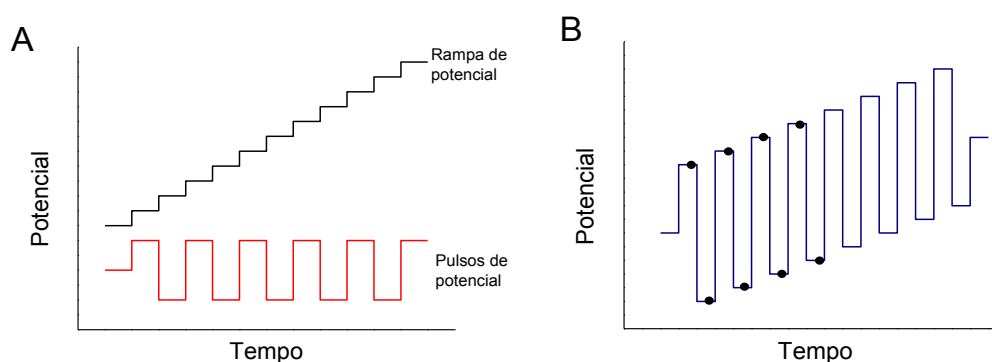 A
Rampa de
potencial
Potencial
Pulsos de
potencial
Tempo
B
Potencial
Tempo